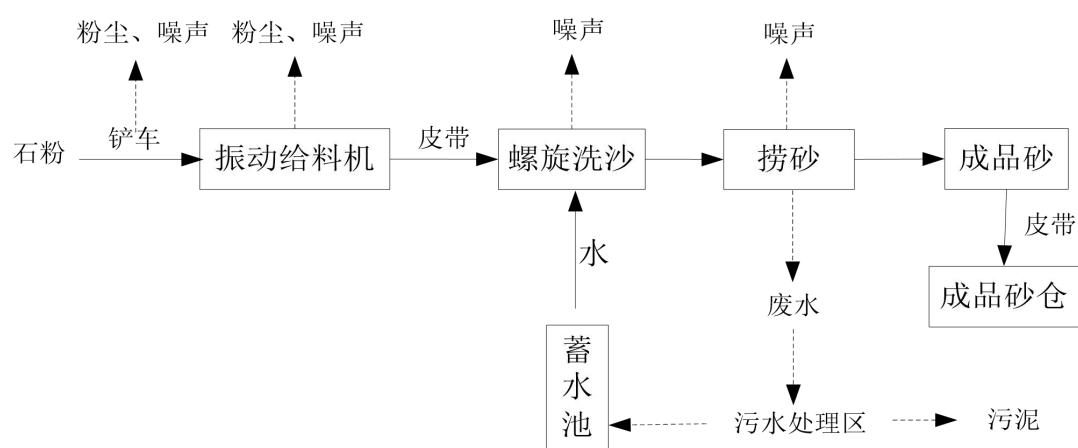 粉尘、噪声
粉尘、噪声
噪声
噪声
石粉
铲车
振动给料机
皮带
螺旋洗沙
捞砂
成品砂
皮带
水
成品砂仓
废水
蓄
水
池
污水处理区
污泥